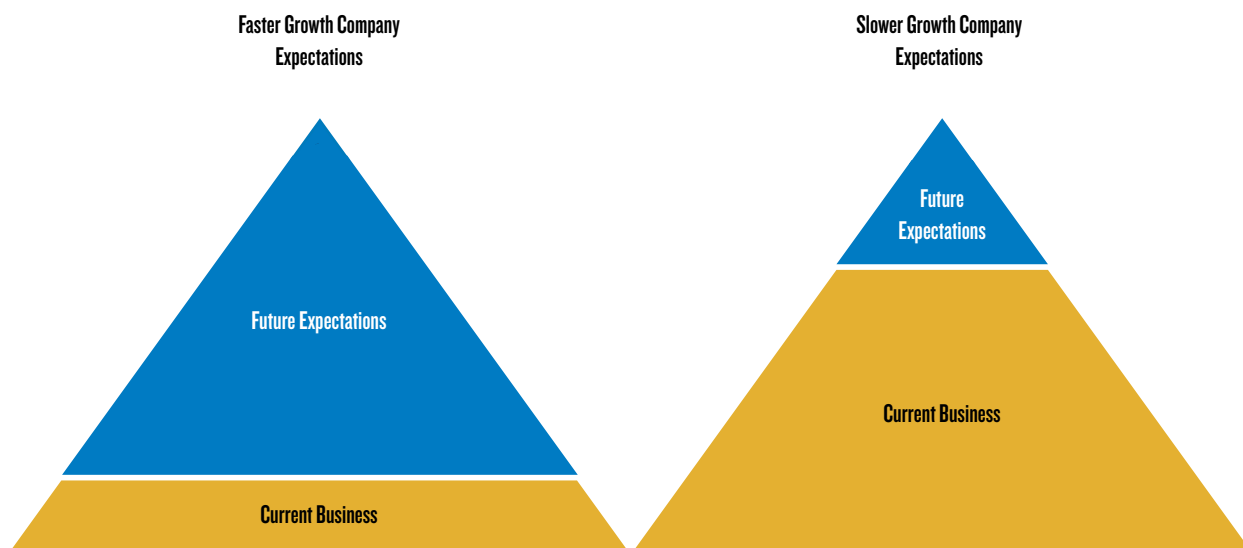 Faster Growth Company
Expectations
Future Expectations
Current Business
Slower Growth Company
Expectations
Future
Expectations
Current Business